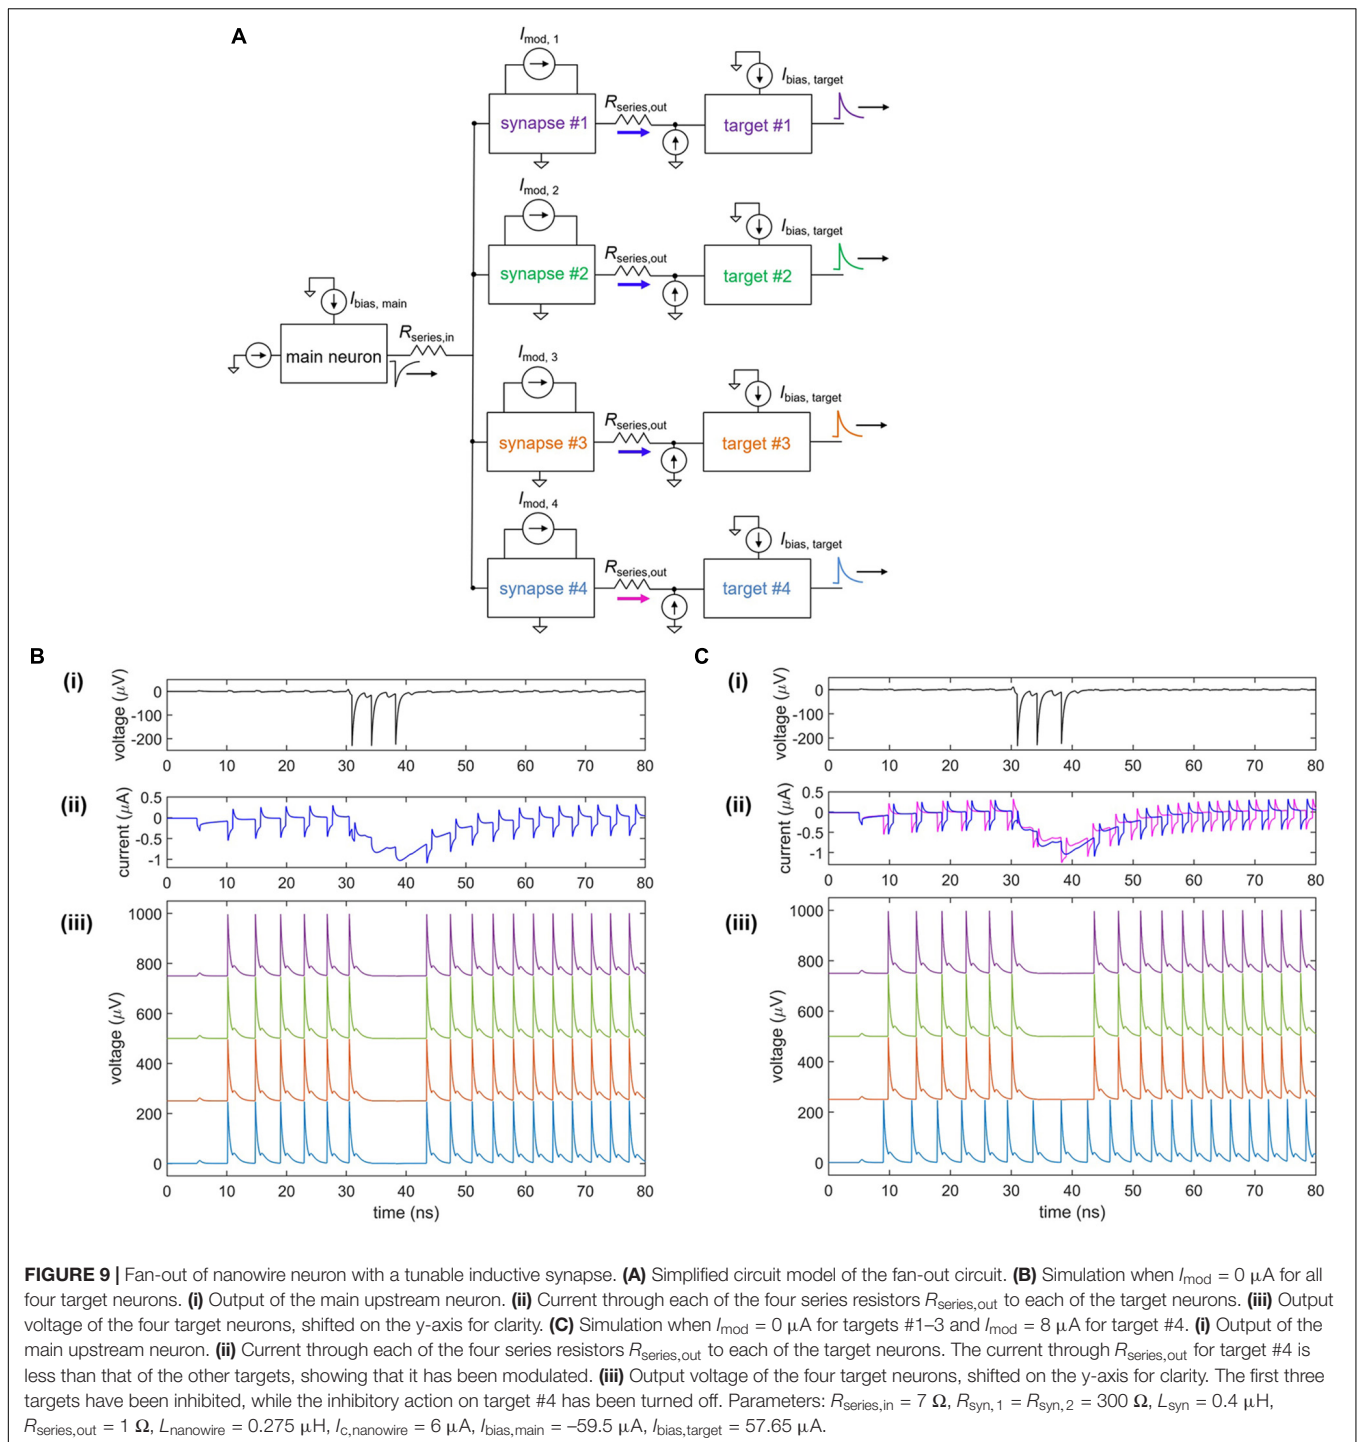 A
I mod, 1
I bias, target
R series,out
synapse #1
target #1
I mod, 2
I bias, target
R series,out
synapse #2
target #2
I bias, main
R series,in
main neuron
I mod, 3
I bias, target
R series,out
synapse #3
target #3
I mod, 4
I bias, target
R series,out
synapse #4
target #4
B
(i)
voltage (μV)
0
-100
-200
0 10 20 30 40 50 60 70 80
(ii)
current (μA)
0.5
0
-0.5
-1
0 10 20 30 40 50 60 70 80
(iii)
voltage (μV)
1000
800
600
400
200
0
0 10 20 30 40 50 60 70 80
time (ns)
C
(i)
voltage (μV)
0
-100
-200
0 10 20 30 40 50 60 70 80
(ii)
current (μA)
0.5
0
-0.5
-1
0 10 20 30 40 50 60 70 80
(iii)
voltage (μV)
1000
800
600
400
200
0
0 10 20 30 40 50 60 70 80
time (ns)
FIGURE 9 | Fan-out of nanowire neuron with a tunable inductive synapse. (A) Simplified circuit model of the fan-out circuit. (B) Simulation when Imod = 0 μA for all
four target neurons. (i) Output of the main upstream neuron. (ii) Current through each of the four series resistors Rseries,out to each of the target neurons. (iii) Output
voltage of the four target neurons, shifted on the y-axis for clarity. (C) Simulation when Imod = 0 μA for targets #1–3 and Imod = 8 μA for target #4. (i) Output of the
main upstream neuron. (ii) Current through each of the four series resistors Rseries,out to each of the target neurons. The current through Rseries,out for target #4 is
less than that of the other targets, showing that it has been modulated. (iii) Output voltage of the four target neurons, shifted on the y-axis for clarity. The first three
targets have been inhibited, while the inhibitory action on target #4 has been turned off. Parameters: Rseries,in = 7 Ω, Rsyn, 1 = Rsyn, 2 = 300 Ω, Lsyn = 0.4 μH,
Rseries,out = 1 Ω, Lnanowire = 0.275 μH, Ic,nanowire = 6 μA, Ibias,main = –59.5 μA, Ibias,target = 57.65 μA.